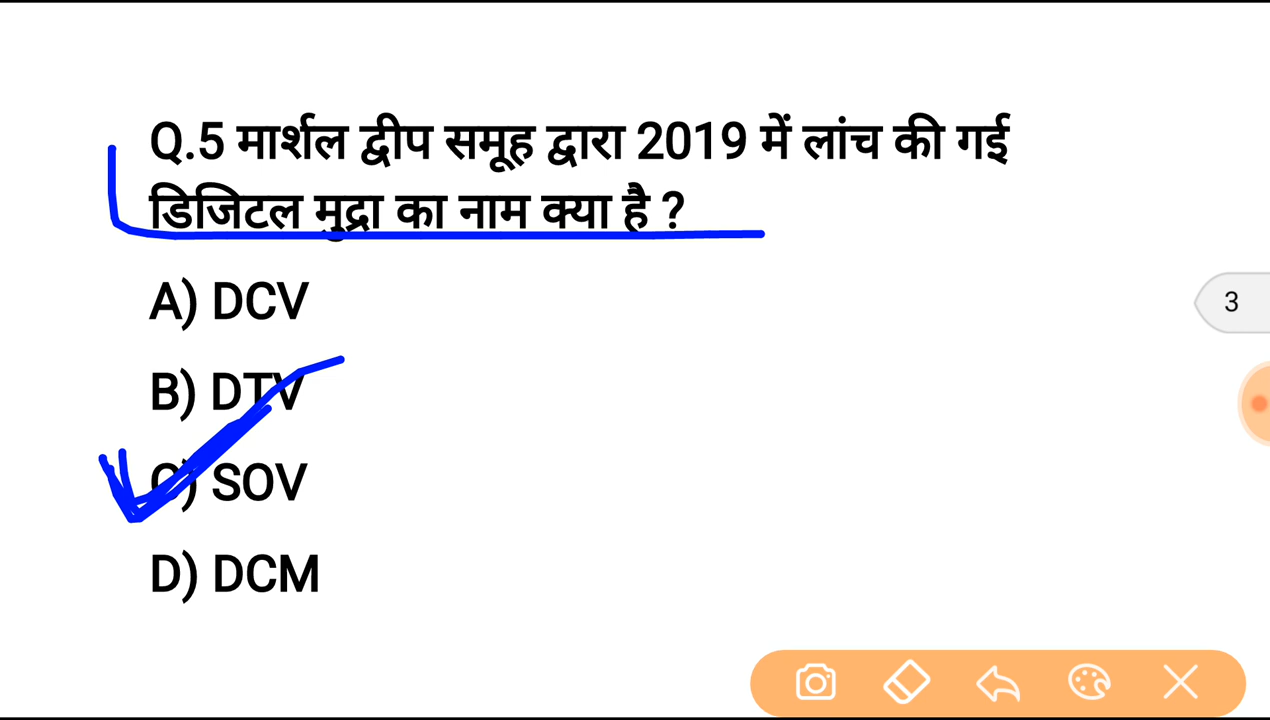 Q.5 मार्शल द्वीप समूह द्वारा 2019 में लांच की गई
डिजिटल मुद्रा का नाम क्या है ?
A) DCV
B) DTV
C) SOV
D) DCM
3